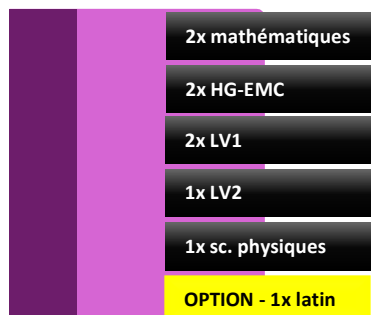 2x mathématiques
2x HG-EMC
2x LV1
1x LV2
1x sc. physiques
OPTION - 1x latin